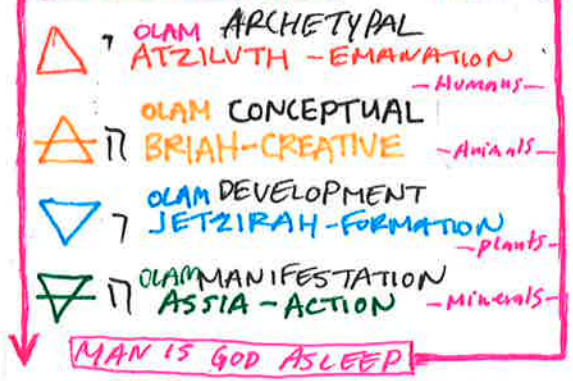 י OLAM ARCHETYPAL
ATZILUTH - EMANATION
- Humans -
OLAM CONCEPTUAL
ה BRIAH - CREATIVE
- Animals -
OLAM DEVELOPMENT
ו JETZIRAH - FORMATION
- plants -
OLAM MANIFESTATION
ה ASSIA - ACTION
- Minerals -
MAN IS GOD ASLEEP